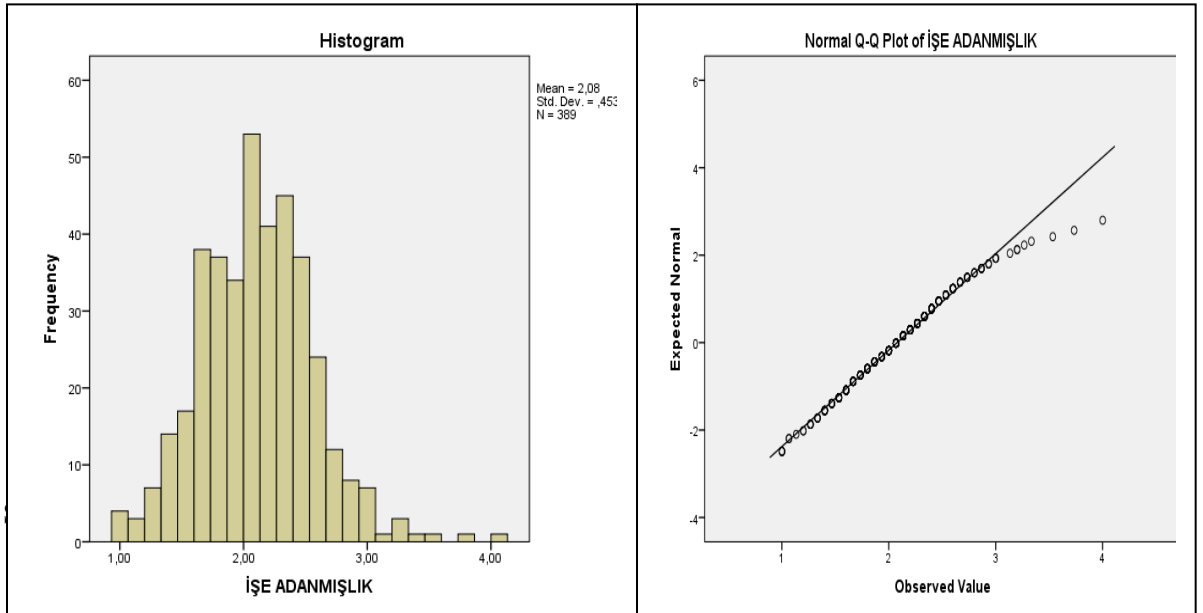 Histogram
60
50
40
30
20
10
0
Frequency
1,00 2,00 3,00 4,00
İŞE ADANMIŞLIK
Mean = 2,08
Std. Dev. = ,453
N = 389
Normal Q-Q Plot of İŞE ADANMIŞLIK
6
4
2
0
-2
-4
Expected Normal
1 2 3 4
Observed Value